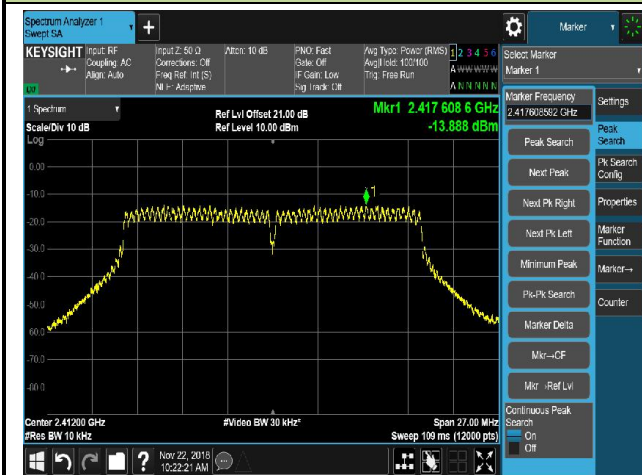 Spectrum Analyzer 1
Swept SA
+
Marker
KEYSIGHT
Input: RF
Coupling: AC
Align: Auto
Input Z: 50 Ω
Corrections: Off
Freq Ref: Int (S)
NFE: Adaptive
Atten: 10 dB
PNO: Fast
Gate: Off
IF Gain: Low
Sig Track: Off
Avg Type: Power (RMS)
Avg|Hold: 100/100
Trig: Free Run
1 2 3 4 5 6
A W W W W W
A N N N N N
Select Marker
Marker 1
1 Spectrum
Scale/Div 10 dB
Log
Ref Lvl Offset 21.00 dB
Ref Level 10.00 dBm
Mkr1 2.417 608 6 GHz
-13.888 dBm
0.00
-10.0
-20.0
-30.0
-40.0
-50.0
-60.0
-70.0
-80.0
1
Center 2.41200 GHz
#Res BW 10 kHz
#Video BW 30 kHz*
Span 27.00 MHz
Sweep 109 ms (12000 pts)
Marker Frequency
2.417608592 GHz
Peak Search
Next Peak
Next Pk Right
Next Pk Left
Minimum Peak
Pk-Pk Search
Marker Delta
Mkr→CF
Mkr→Ref Lvl
Continuous Peak
Search
On
Off
Settings
Peak
Search
Pk Search
Config
Properties
Marker
Function
Marker→
Counter
?
Nov 22, 2018
10:22:21 AM